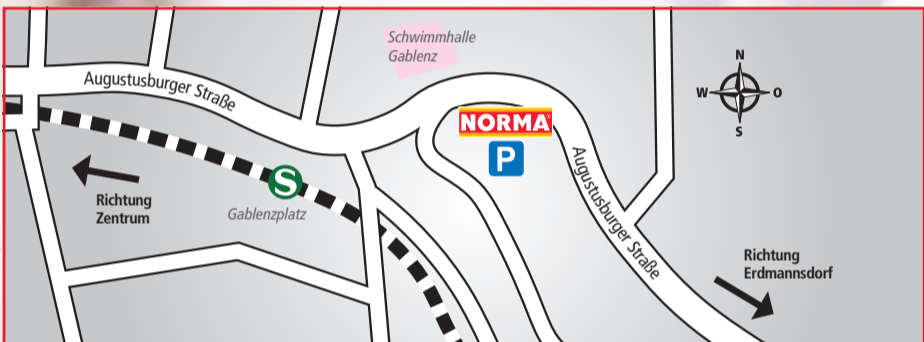 Schwimmhalle
Gablenz
Augustusburger Straße
NORMA
P
N
W
O
S
Augustusburger Straße
S
Gablenzplatz
Richtung
Zentrum
Richtung
Erdmannsdorf